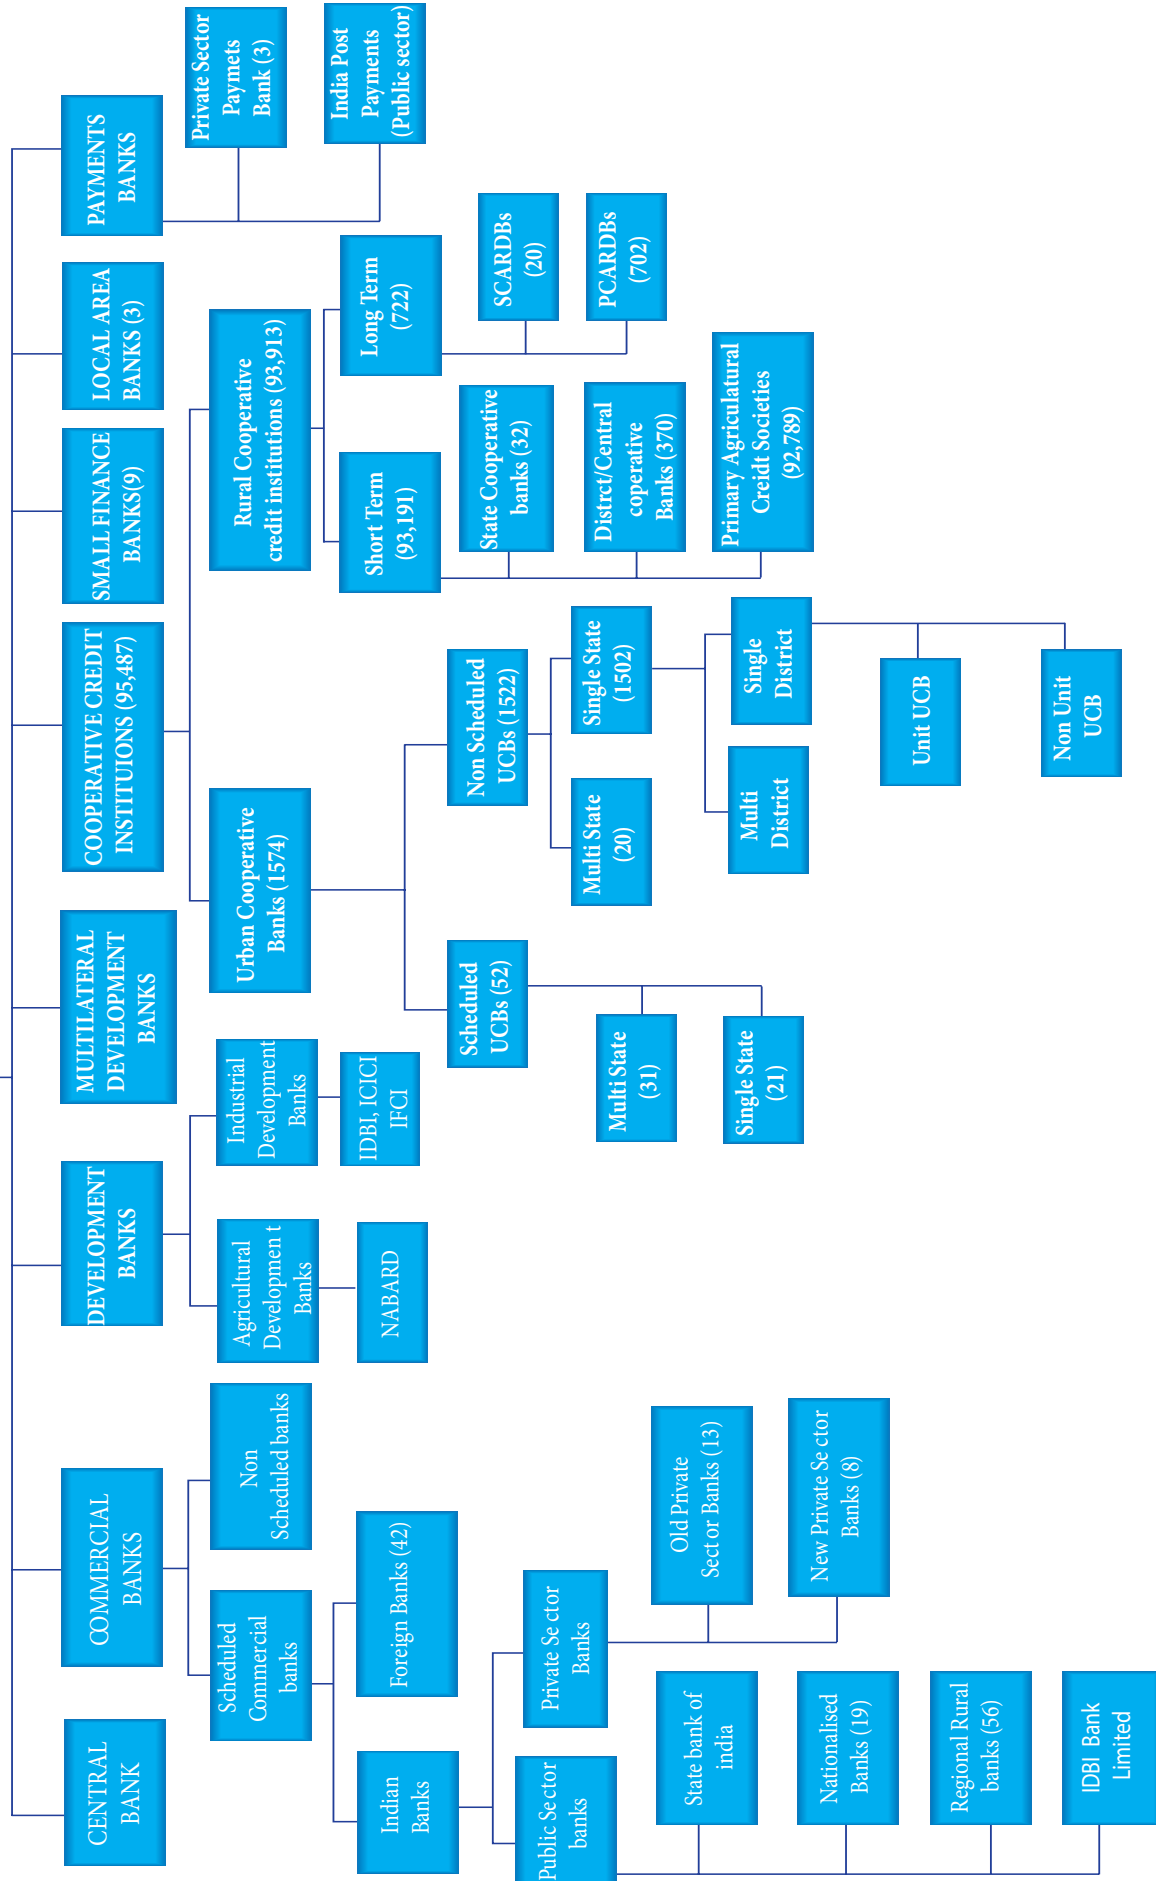 CENTRAL
BANK
COMMERCIAL
BANKS
DEVELOPMENT
BANKS
MULTILATERAL
DEVELOPMENT
BANKS
COOPERATIVE CREDIT
INSTITUIONS (95,487)
SMALL FINANCE
BANKS(9)
LOCAL AREA
BANKS (3)
PAYMENTS
BANKS
Scheduled
Commercial
banks
Non
Scheduled banks
Agricultural
Developmen t
Banks
Industrial
Development
Banks
Urban Cooperative
Banks (1574)
Rural Cooperative
credit institutions (93,913)
Private Sector
Paymets
Bank (3)
India Post
Payments
(Public sector)
Indian
Banks
Foreign Banks (42)
NABARD
IDBI, ICICI
IFCI
Short Term
(93,191)
Long Term
(722)
Scheduled
UCBs (52)
Non Scheduled
UCBs (1522)
State Cooperative
banks (32)
SCARDBs
(20)
Public Se ctor
banks
Private Se ctor
Banks
Multi State
(31)
Multi State
(20)
Single State
(1502)
Distrct/Central
coperative
Banks (370)
PCARDBs
(702)
State bank of
india
Old Private
Sect or Banks (13)
Single State
(21)
Multi
District
Single
District
Primary Agriculatural
Creidt Societies
(92,789)
Nationalised
Banks (19)
New Private Se ctor
Banks (8)
Unit UCB
Regional Rural
banks (56)
Non Unit
UCB
IDBI Bank
Limited